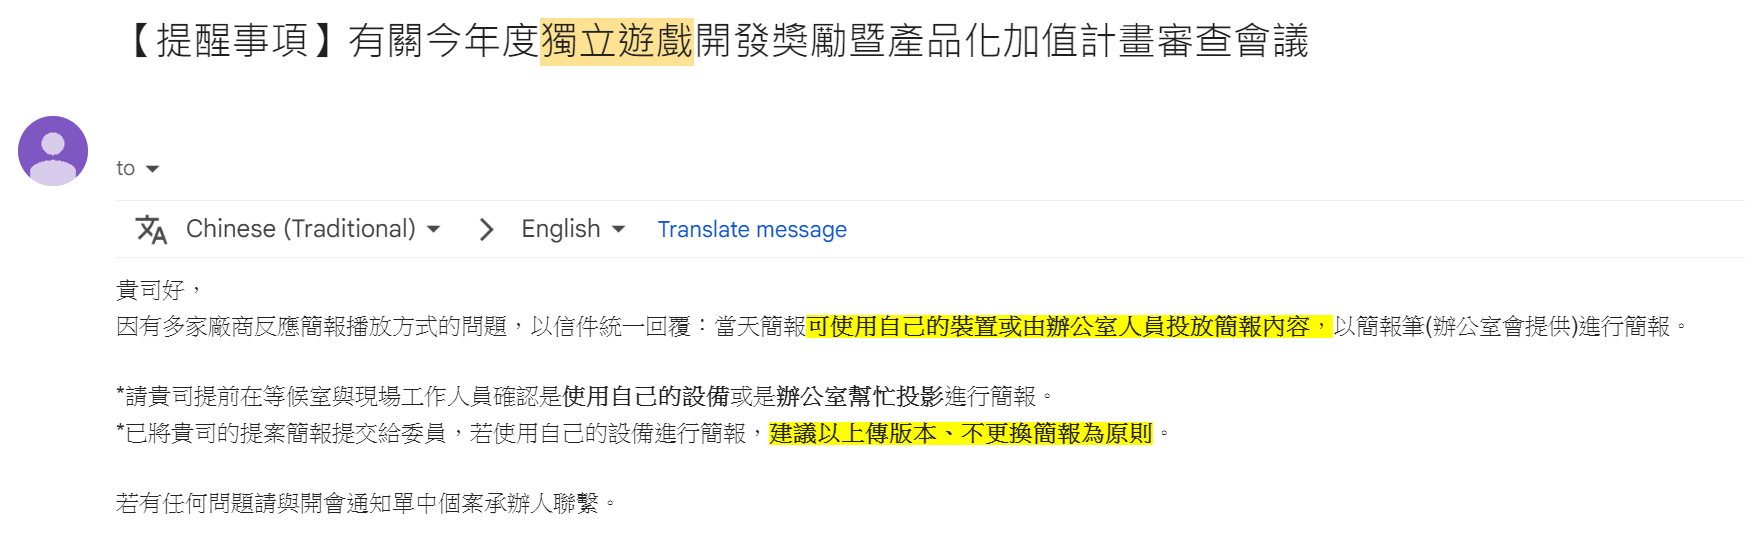 【提醒事項】有關今年度獨立遊戲開發獎勵暨產品化加值計畫審查會議
to
Chinese (Traditional) > English Translate message
貴司好，
因有多家廠商反應簡報播放方式的問題，以信件統一回覆：當天簡報可使用自己的裝置或由辦公室人員投放簡報內容，以簡報筆(辦公室會提供)進行簡報。
*請貴司提前在等候室與現場工作人員確認是使用自己的設備或是辦公室幫忙投影進行簡報。
*已將貴司的提案簡報提交給委員，若使用自己的設備進行簡報，建議以上傳版本、不更換簡報為原則。
若有任何問題請與開會通知單中個案承辦人聯繫。